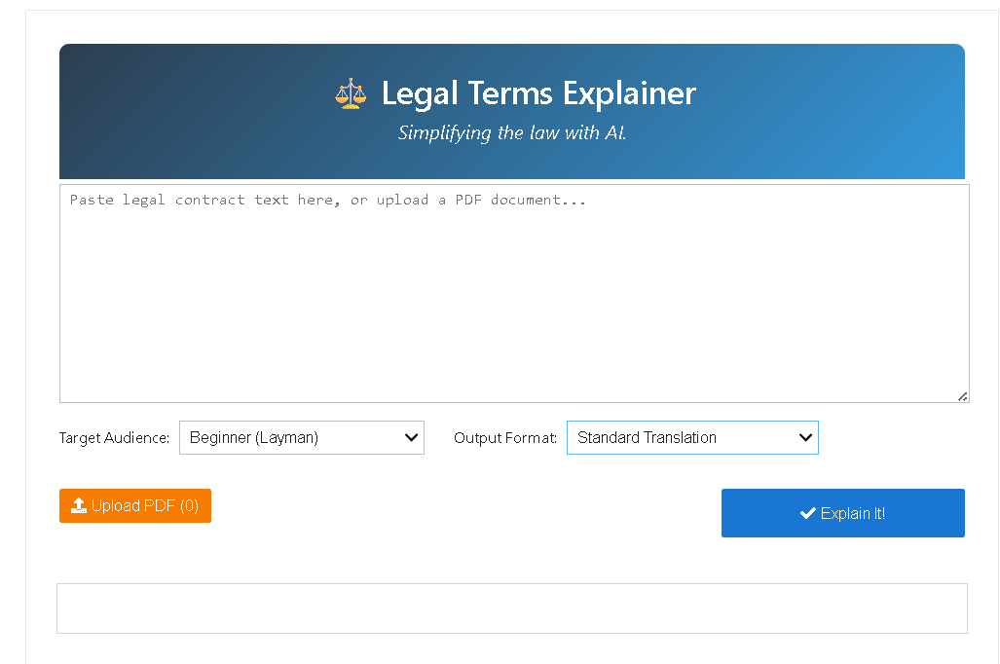 Legal Terms Explainer
Simplifying the law with AI.
Paste legal contract text here, or upload a PDF document...
Target Audience: Beginner (Layman) Output Format: Standard Translation
Upload PDF (0) Explain It!